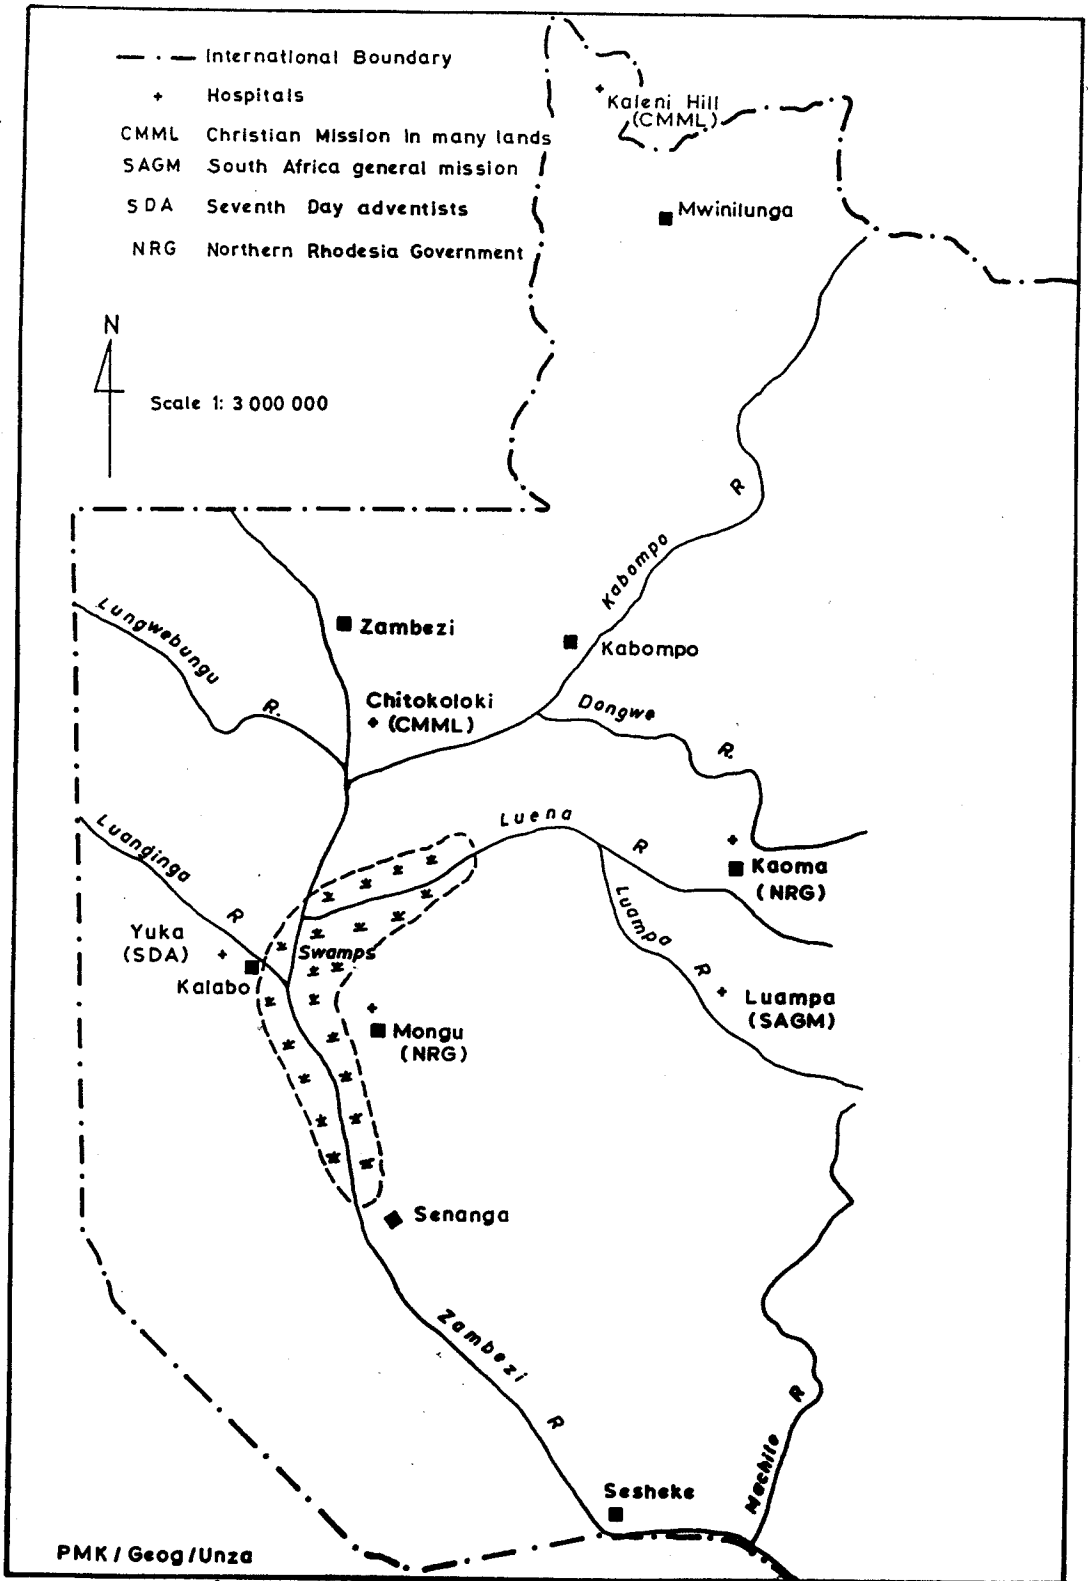 International Boundary
+ Hospitals
CMML Christian Mission in many lands
SAGM South Africa general mission
SDA Seventh Day adventists
NRG Northern Rhodesia Government
N
Scale 1: 3 000 000
Kaleni Hill
(CMML)
Mwinilunga
Kabompo R
Lungwebungu R.
Zambezi
Kabompo
Chitokoloki
(CMML)
Dongwe R.
Luandinga R
Luena R
Kaoma
(NRG)
Luampa R
Yuka
(SDA)
Swamps
Kalabo
Luampa
(SAGM)
Mongu
(NRG)
Senanga
Zambezi R
Machile R
Sesheke
PMK/Geog/Unza